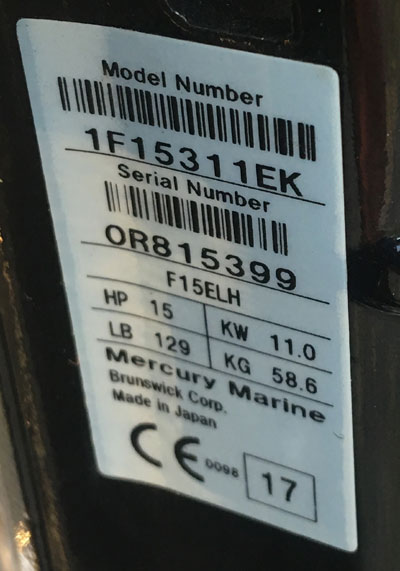 Model Number
1F15311EK
Serial Number
0R815399
F15ELH
HP 15 KW 11.0
LB 129 KG 58.6
Mercury Marine
Brunswick Corp.
Made in Japan
CE 0098 17